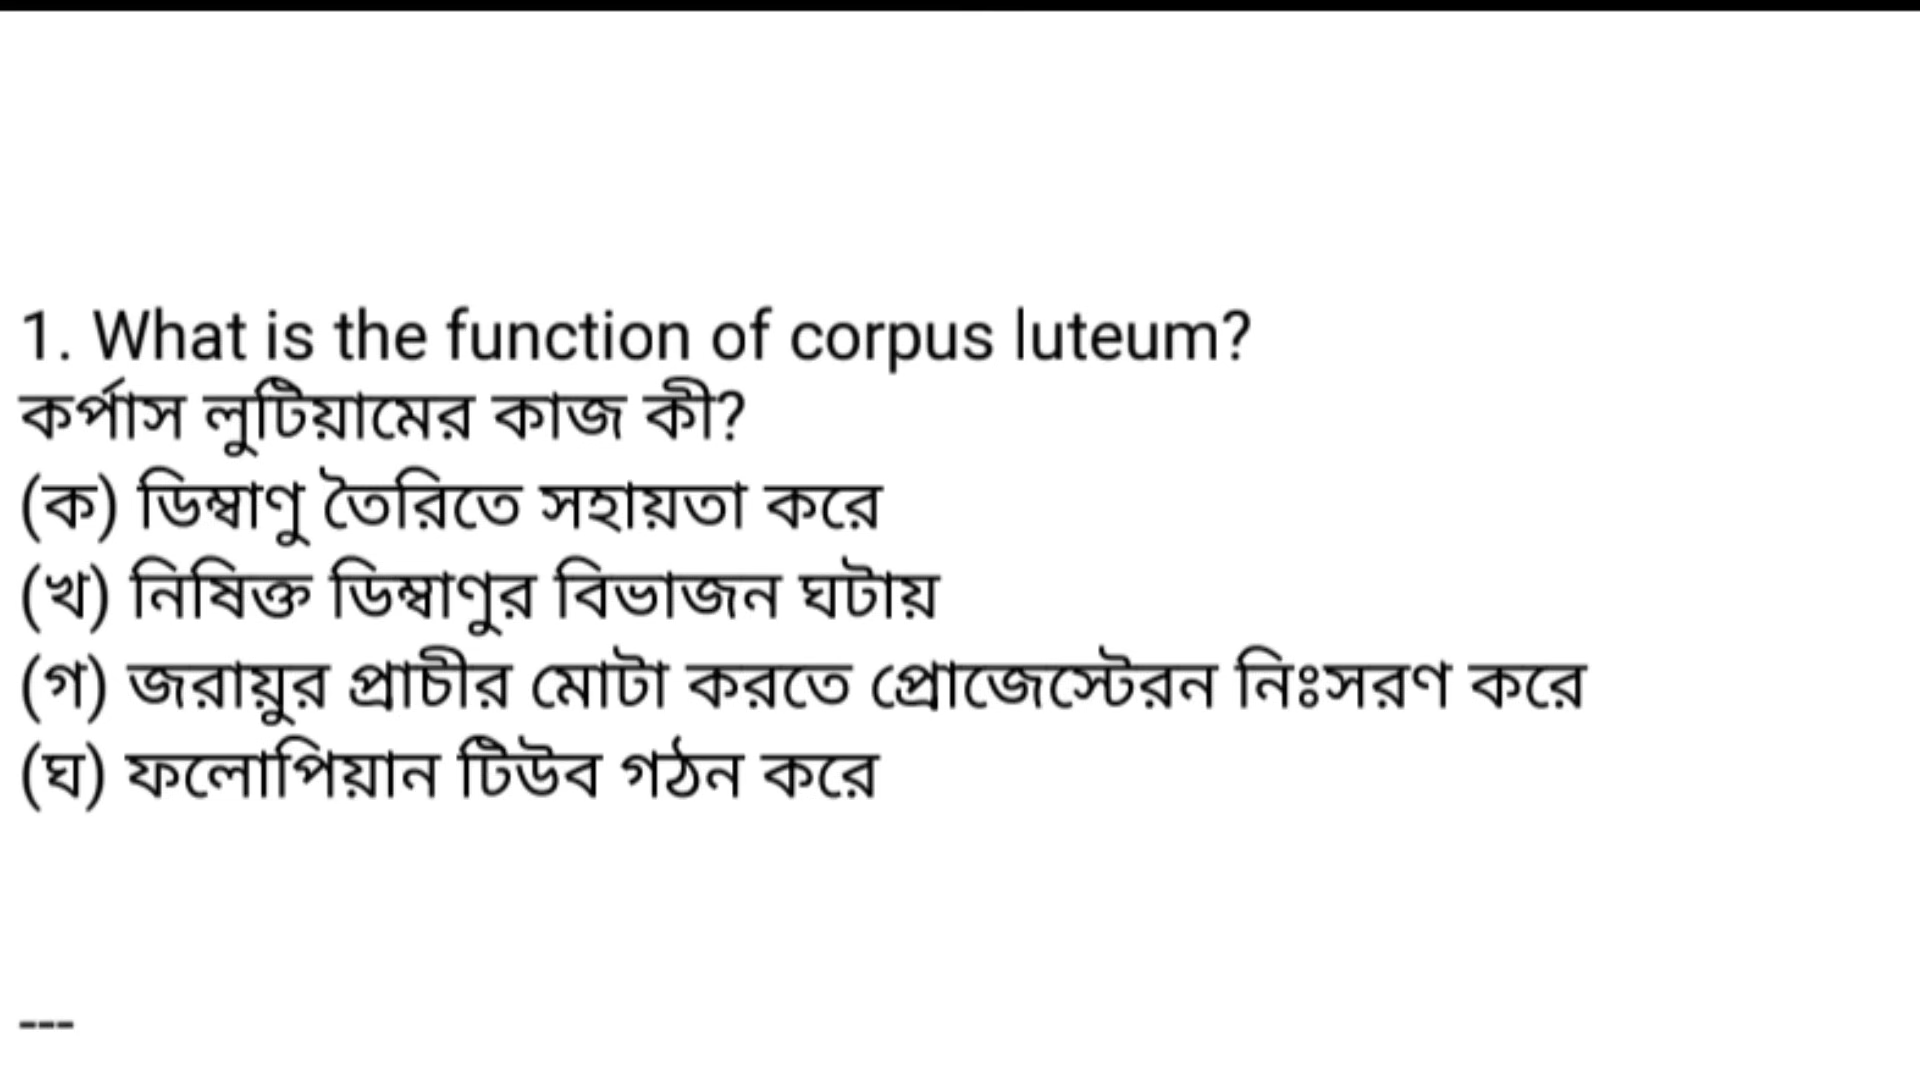 1. What is the function of corpus luteum?
কর্পাস লুটিয়ামের কাজ কী?
(ক) ডিম্বাণু তৈরিতে সহায়তা করে
(খ) নিষিক্ত ডিম্বাণুর বিভাজন ঘটায়
(গ) জরায়ুর প্রাচীর মোটা করতে প্রোজেস্টেরন নিঃসরণ করে
(ঘ) ফলোপিয়ান টিউব গঠন করে
---